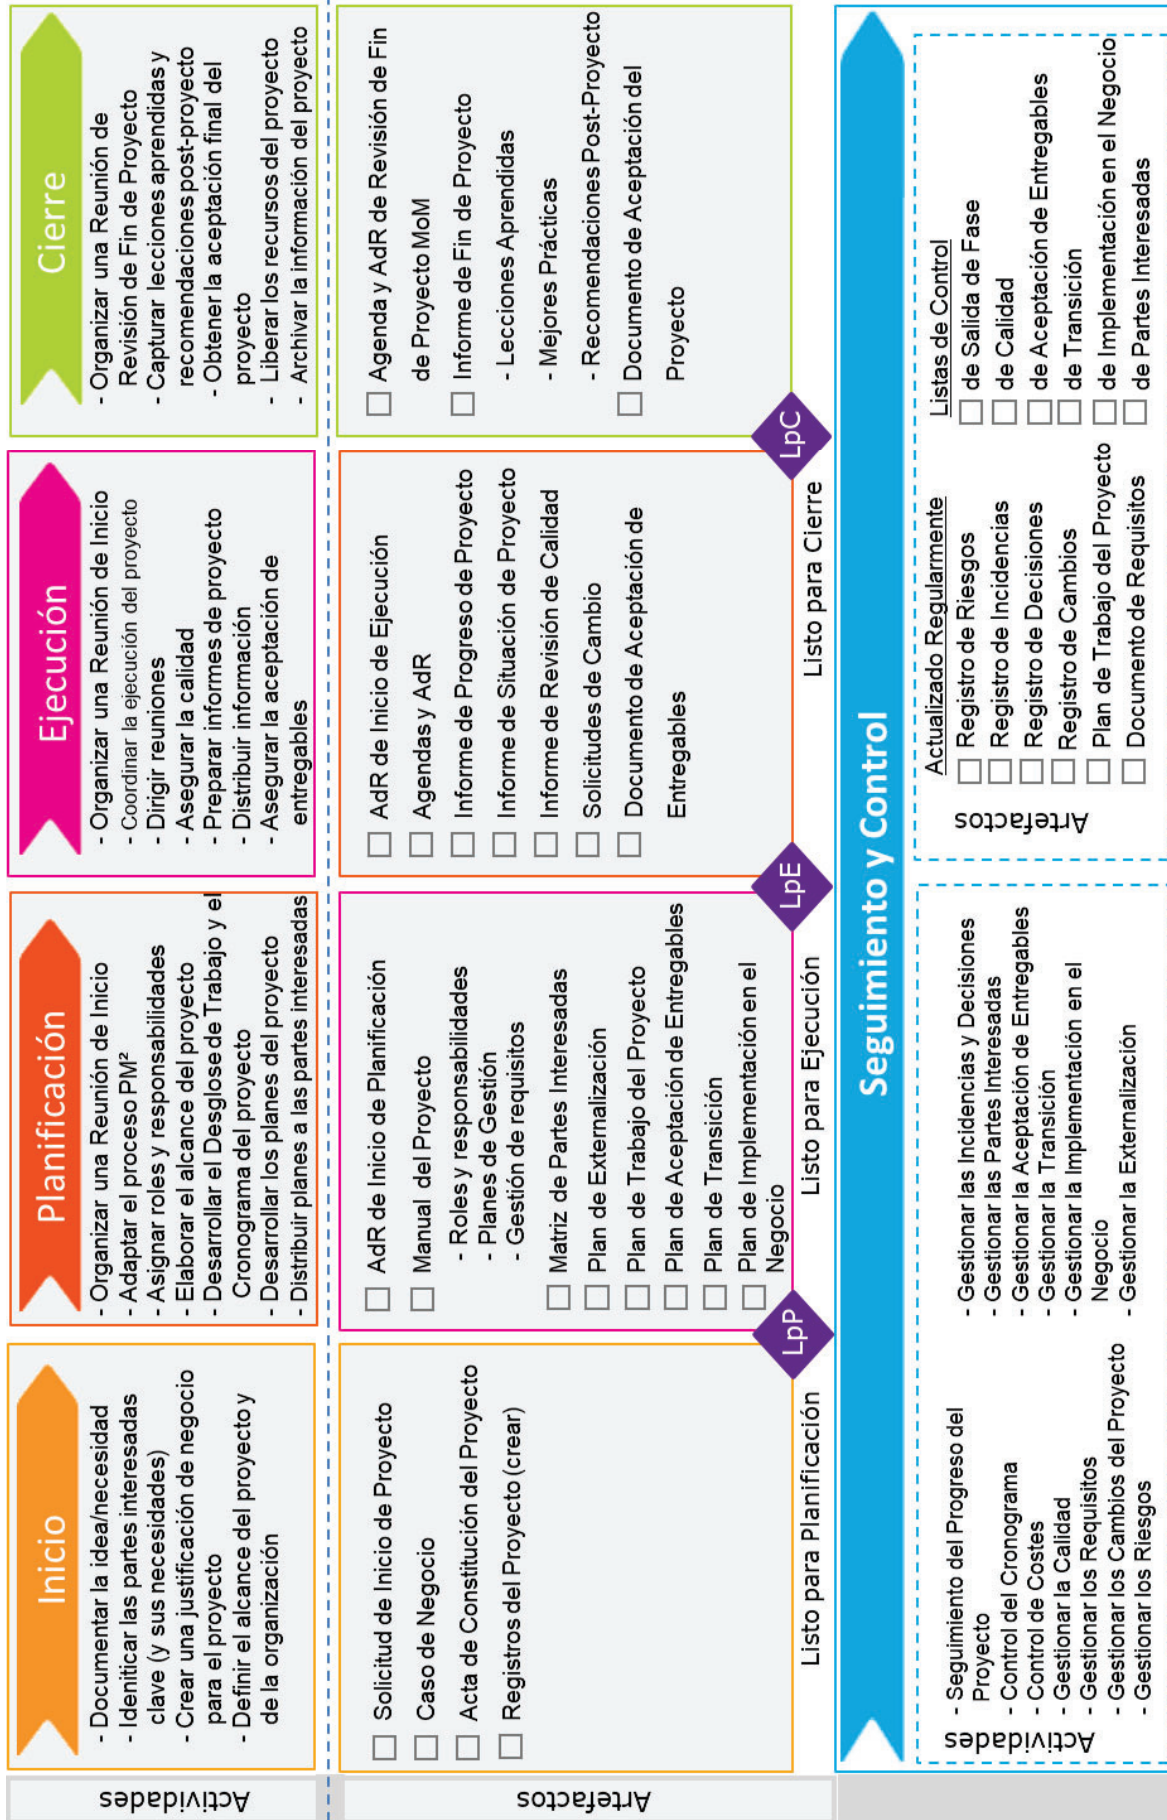 Inicio
Planificación
Ejecución
Cierre
Actividades
- Documentar la idea/necesidad
- Ideniticar las partes interesadas
clave (y sus necesidades)
- Crear una justificación de negocio
para el proyecto
- Definir el alcance del proyecto y
de la organización
- Organizar una Reunión de Inicio
- Adaptar el proceso PM²
- Asignar roles y responsabilidades
- Elaborar el alcance del proyecto
- Desarrollar el Desglose de Trabajo y el
Cronograma del proyecto
- Desarrollar los planes del proyecto
- Distribuir planes a las partes interesadas
- Organizar una Reunión de Inicio
- Coordinar la ejecución del proyecto
- Dirigir reuniones
- Asegurar la calidad
- Preparar informes de proyecto
- Distribuir información
- Asegurar la aceptación de
entregables
- Organizar una Reunión de
Revisión de Fin de Proyecto
- Capturar lecciones aprendidas y
recomendaciones post-proyecto
- Obtener la aceptación final del
proyecto
- Liberar los recursos del proyecto
- Archivar la información del proyecto
Artefactos
Solicitud de Inicio de Proyecto
Caso de Negocio
Acta de Constitución del Proyecto
Registros del Proyecto (crear)
AdR de Inicio de Planificación
Manual del Proyecto
- Roles y responsabilidades
- Planes de Gestión
- Gestión de requisitos
Matriz de Partes Interesadas
Plan de Externalización
Plan de Trabajo del Proyecto
Plan de Aceptación de Entregables
Plan de Transición
Plan de Implementación en el
Negocio
AdR de Inicio de Ejecución
Agendas y AdR
Informe de Progreso de Proyecto
Informe de Situación de Proyecto
Informe de Revisión de Calidad
Solicitudes de Cambio
Documento de Aceptación de
Entregables
Agenda y AdR de Revisión de Fin
de Proyecto MoM
Informe de Fin de Proyecto
- Lecciones Aprendidas
- Mejores Prácticas
- Recomendaciones Post-Proyecto
Documento de Aceptación del
Proyecto
LpP
LpE
LpC
Listo para Planificación
Listo para Ejecución
Listo para Cierre
Seguimiento y Control
Actividades
- Seguimiento del Progreso del
Proyecto
- Control del Cronograma
- Control de Costes
- Gestionar la Calidad
- Gestionar los Requisitos
- Gestionar los Cambios del Proyecto
- Gestionar los Riesgos
- Gestionar las Incidencias y Decisiones
- Gestionar las Partes Interesadas
- Gestionar la Aceptación de Entregables
- Gestionar la Transición
- Gestionar la Implementación en el
Negocio
- Gestionar la Externalización
Artefactos
Actualizado Regularmente
Registro de Riesgos
Registro de Incidencias
Registro de Decisiones
Registro de Cambios
Plan de Trabajo del Proyecto
Documento de Requisitos
Listas de Control
de Salida de Fase
de Calidad
de Aceptación de Entregables
de Transición
de Implementación en el Negocio
de Partes Interesadas